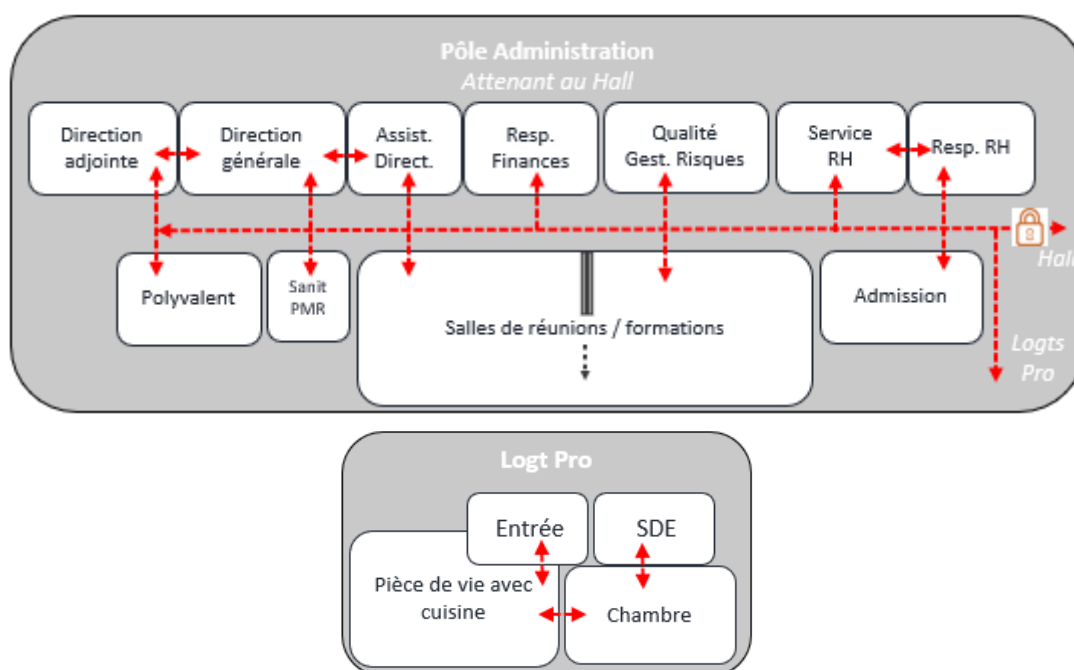 Pôle Administration
Attenant au Hall
Direction
adjointe
Direction
générale
Assist.
Direct.
Resp.
Finances
Qualité
Gest. Risques
Service
RH
Resp. RH
Hall
Polyvalent
Sanit
PMR
Salles de réunions / formations
Admission
Logts
Pro
Logt Pro
Entrée
SDE
Pièce de vie avec
cuisine
Chambre